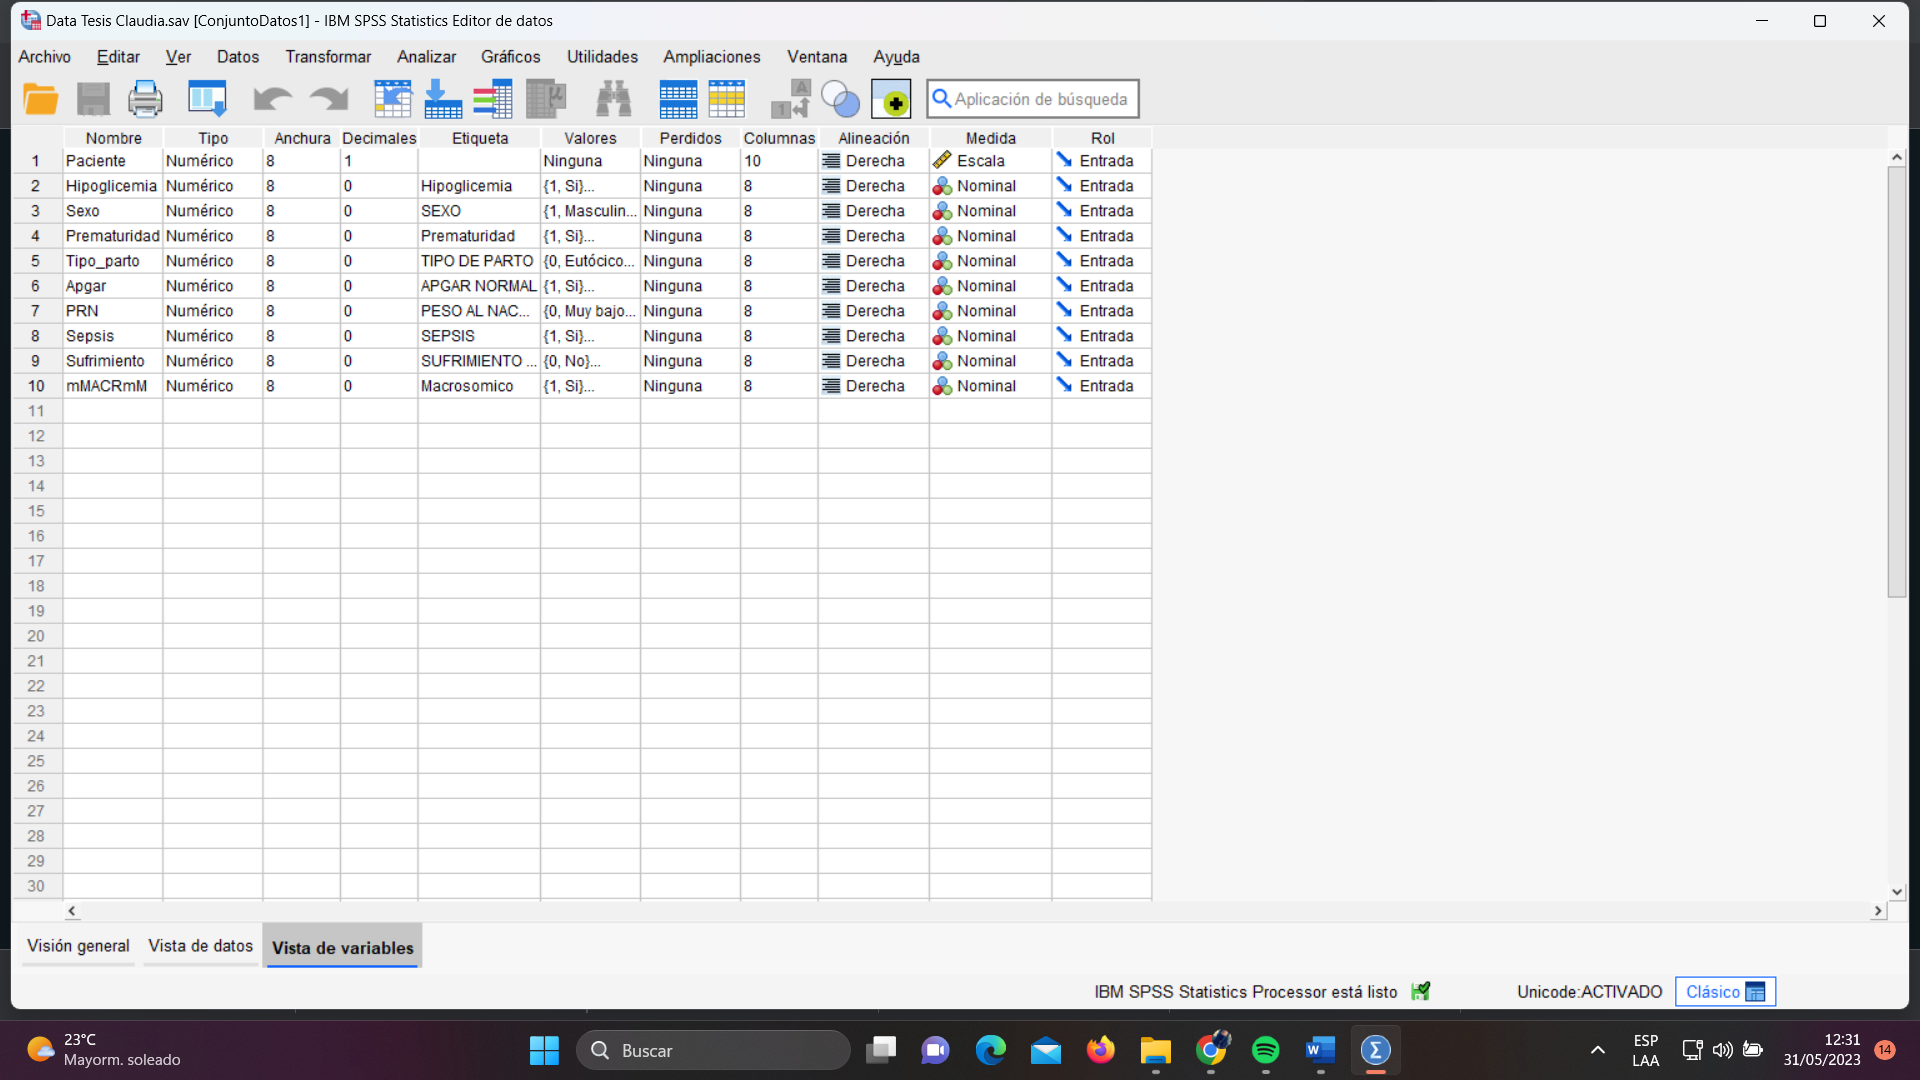 Data Tesis Claudia.sav [ConjuntoDatos1] - IBM SPSS Statistics Editor de datos
Archivo Editar Ver Datos Transformar Analizar Gráficos Utilidades Ampliaciones Ventana Ayuda
Aplicación de búsqueda
Nombre Tipo Anchura Decimales Etiqueta Valores Perdidos Columnas Alineación Medida Rol
1 Paciente Numérico 8 1 Ninguna Ninguna 10 Derecha Escala Entrada
2 Hipoglicemia Numérico 8 0 Hipoglicemia {1, Si}... Ninguna 8 Derecha Nominal Entrada
3 Sexo Numérico 8 0 SEXO {1, Masculin... Ninguna 8 Derecha Nominal Entrada
4 Prematuridad Numérico 8 0 Prematuridad {1, Si}... Ninguna 8 Derecha Nominal Entrada
5 Tipo_parto Numérico 8 0 TIPO DE PARTO {0, Eutócico... Ninguna 8 Derecha Nominal Entrada
6 Apgar Numérico 8 0 APGAR NORMAL {1, Si}... Ninguna 8 Derecha Nominal Entrada
7 PRN Numérico 8 0 PESO AL NAC... {0, Muy bajo... Ninguna 8 Derecha Nominal Entrada
8 Sepsis Numérico 8 0 SEPSIS {1, Si}... Ninguna 8 Derecha Nominal Entrada
9 Sufrimiento Numérico 8 0 SUFRIMIENTO ... {0, No}... Ninguna 8 Derecha Nominal Entrada
10 mMACRmM Numérico 8 0 Macrosomico {1, Si}... Ninguna 8 Derecha Nominal Entrada
11
12
13
14
15
16
17
18
19
20
21
22
23
24
25
26
27
28
29
30
Visión general Vista de datos Vista de variables
IBM SPSS Statistics Processor está listo Unicode:ACTIVADO Clásico
23°C
Mayorm. soleado
Buscar
ESP
LAA
12:31
31/05/2023
14